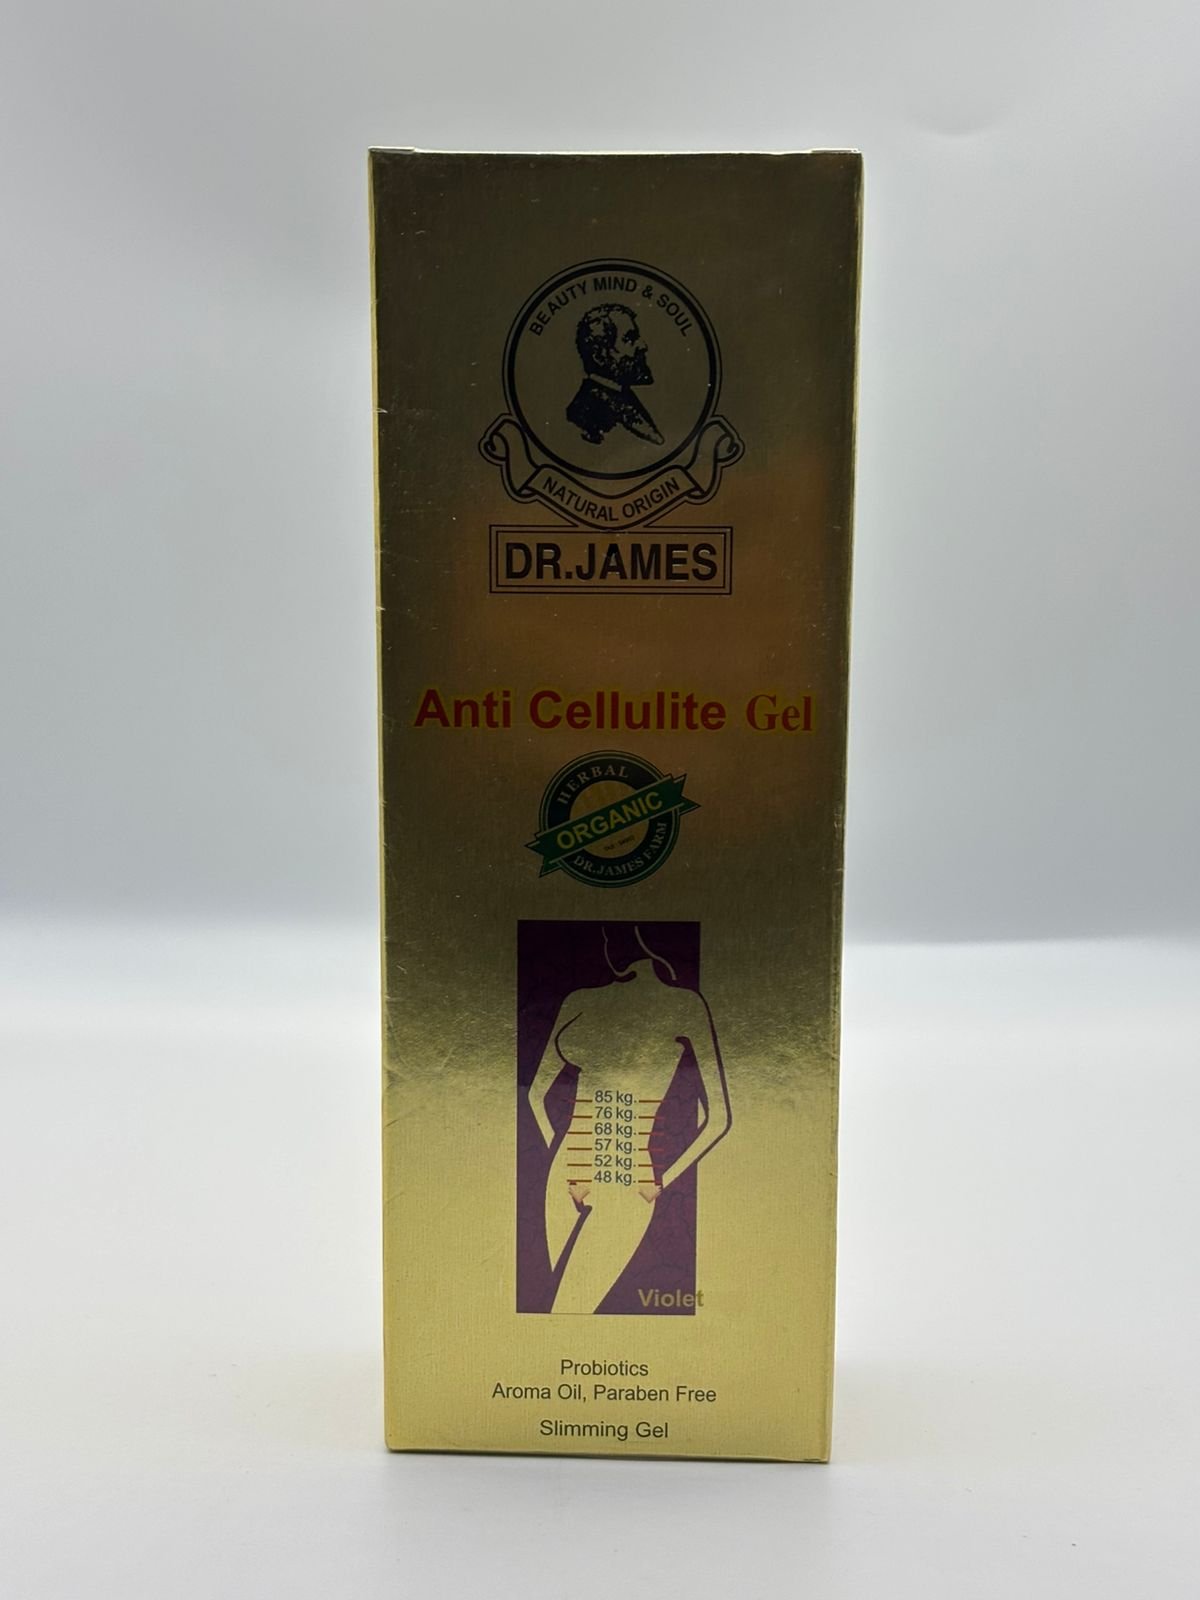 BEAUTY MIND & SOUL
NATURAL ORIGIN
DR.JAMES
Anti Cellulite Gel
HERBAL
ORGANIC
DR.JAMES FARM
85 kg.
76 kg.
68 kg.
57 kg.
52 kg.
48 kg.
Violet
Probiotics
Aroma Oil, Paraben Free
Slimming Gel